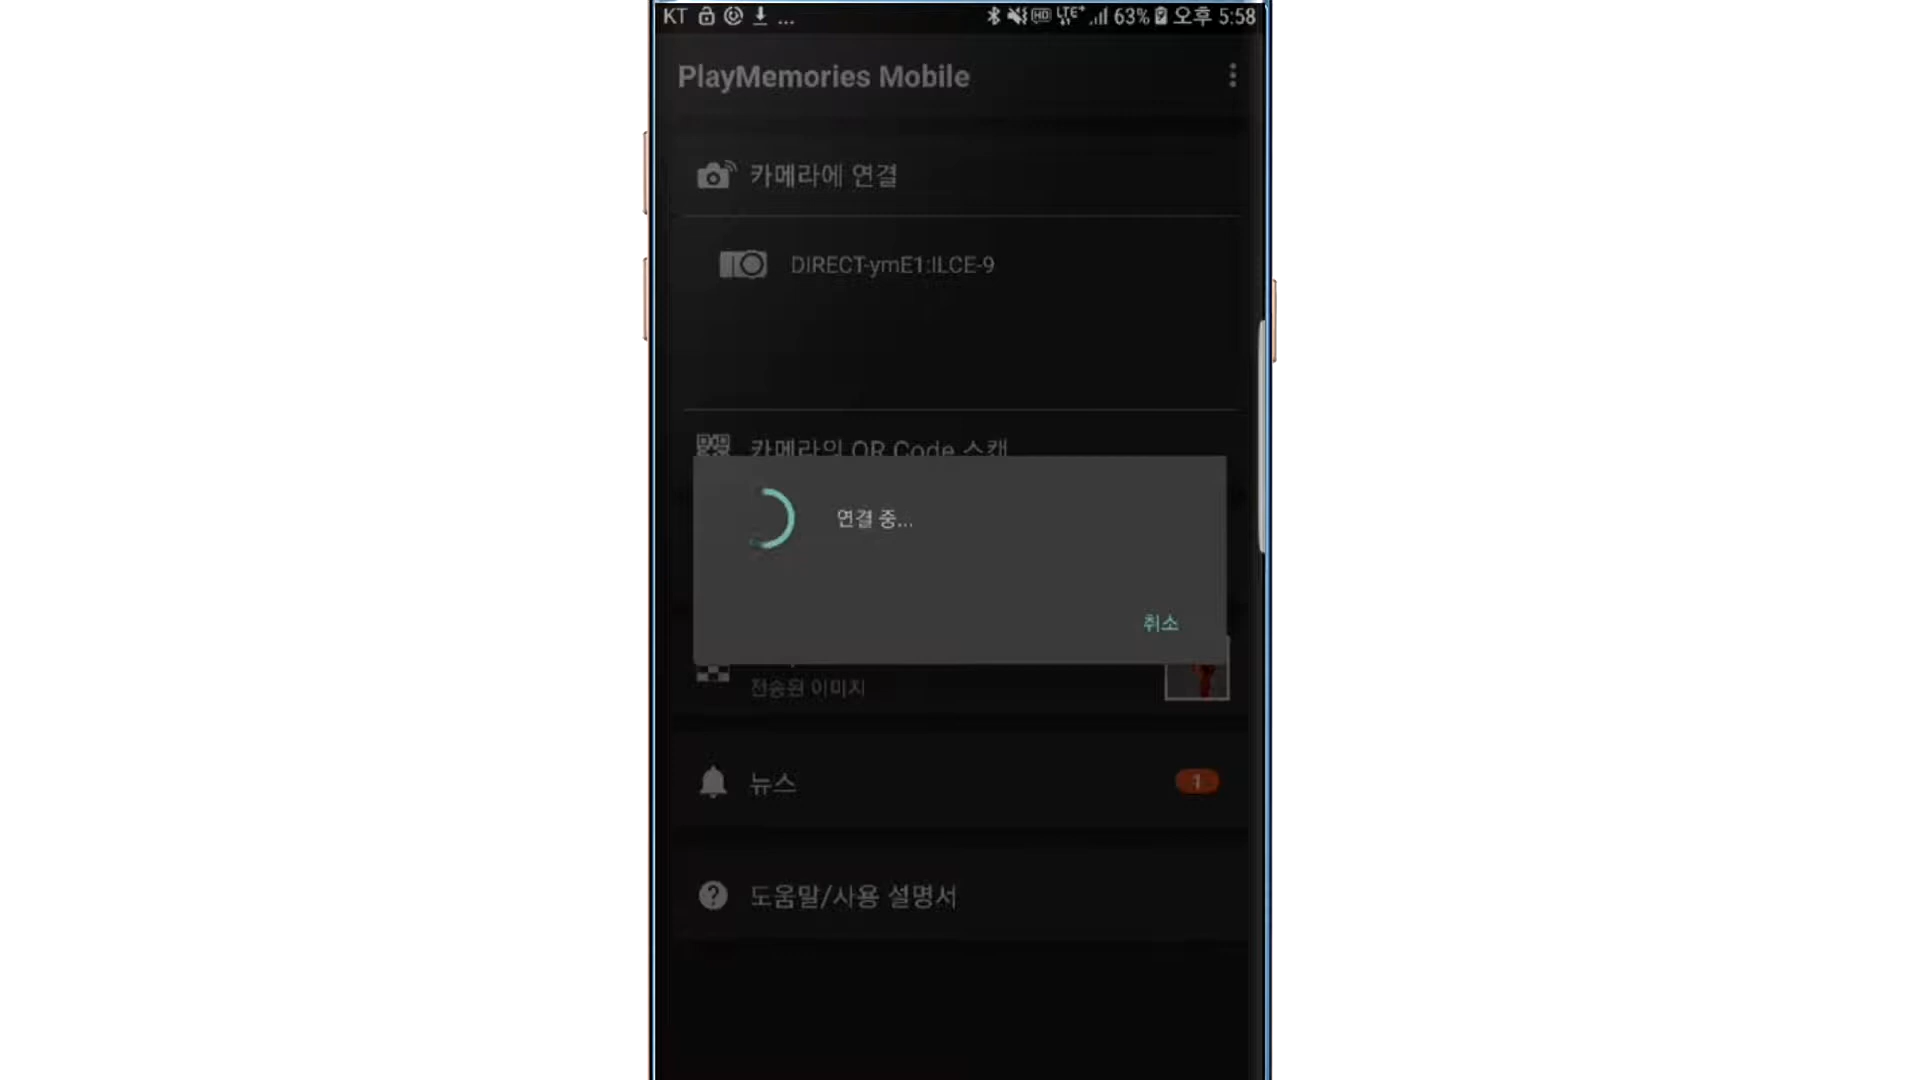 KT ... HD LTE+ 63% 오후 5:58
PlayMemories Mobile
카메라에 연결
DIRECT-ymE1:ILCE-9
카메라의 QR Code 스캔
연결 중...
취소
전송된 이미지
뉴스 1
도움말/사용 설명서